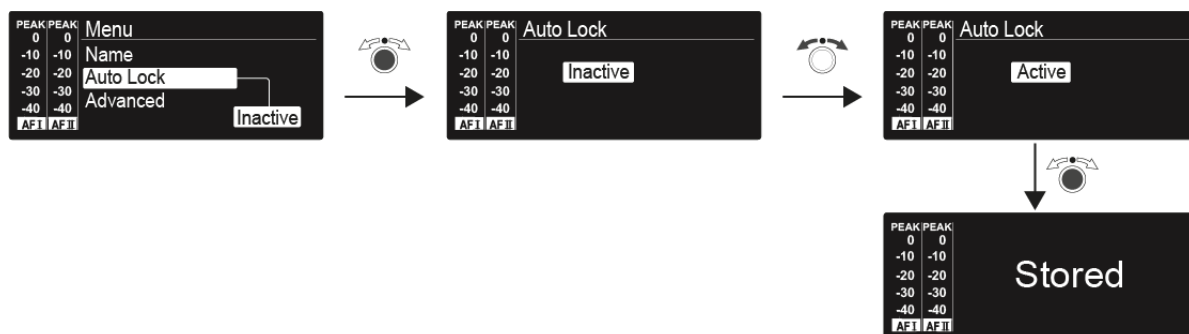 PEAK PEAK Menu
0 0
-10 -10 Name
-20 -20 Auto Lock
-30 -30 Advanced
-40 -40 Inactive
AF I AF II
PEAK PEAK Auto Lock
0 0
-10 -10
-20 -20 Inactive
-30 -30
-40 -40
AF I AF II
PEAK PEAK Auto Lock
0 0
-10 -10
-20 -20 Active
-30 -30
-40 -40
AF I AF II
PEAK PEAK
0 0
-10 -10
-20 -20 Stored
-30 -30
-40 -40
AF I AF II